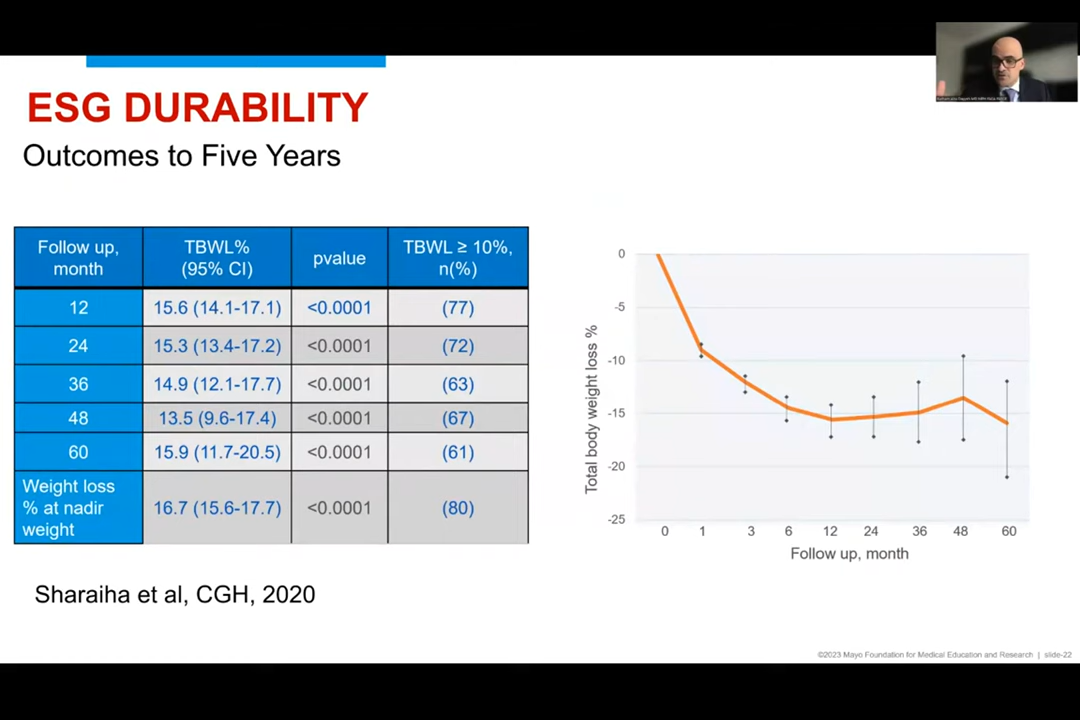 ESG DURABILITY
Outcomes to Five Years
Follow up, month TBWL% (95% CI) pvalue TBWL ≥ 10%, n(%)
12 15.6 (14.1-17.1) <0.0001 (77)
24 15.3 (13.4-17.2) <0.0001 (72)
36 14.9 (12.1-17.7) <0.0001 (63)
48 13.5 (9.6-17.4) <0.0001 (67)
60 15.9 (11.7-20.5) <0.0001 (61)
Weight loss % at nadir weight 16.7 (15.6-17.7) <0.0001 (80)
Sharaiha et al, CGH, 2020
Total body weight loss %
0
-5
-10
-15
-20
-25
0 1 3 6 12 24 36 48 60
Follow up, month
©2023 Mayo Foundation for Medical Education and Research | slide-22